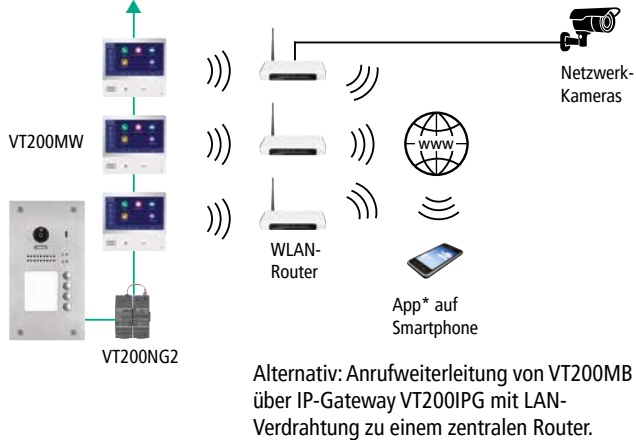 Netzwerk-
Kameras
VT200MW
WWW
WLAN-
Router
App* auf
Smartphone
VT200NG2
Alternativ: Anrufweiterleitung von VT200MB
über IP-Gateway VT200IPG mit LAN-
Verdrahtung zu einem zentralen Router.